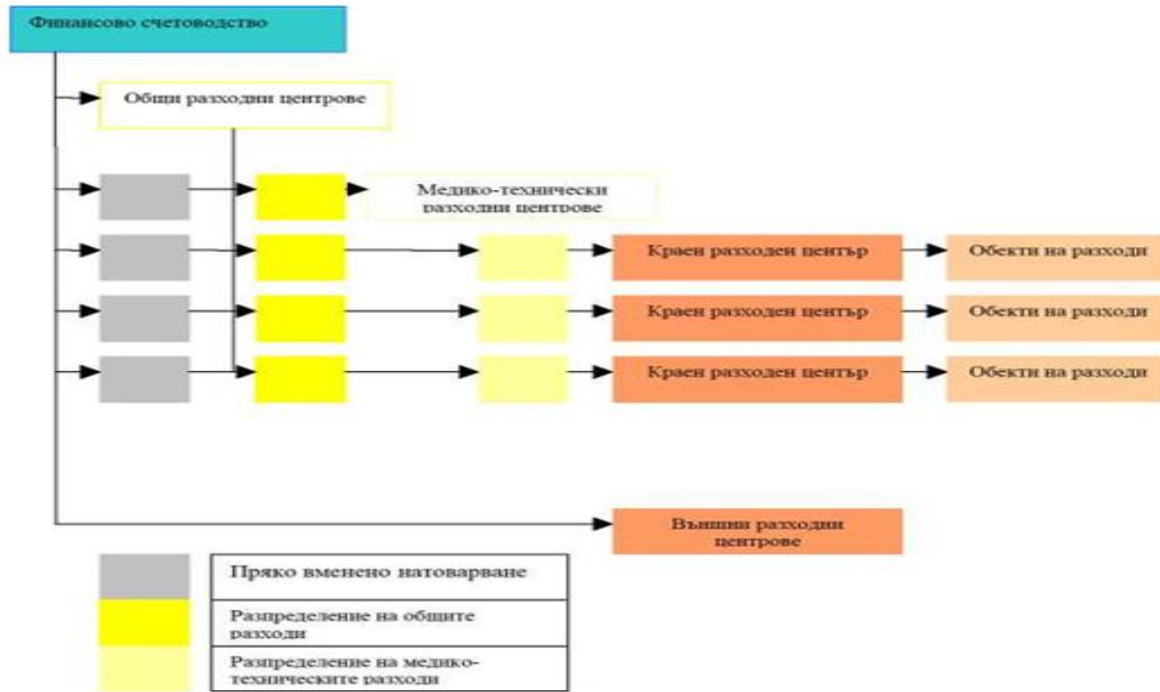 Финансово счетоводство
Общи разходни центрове
Медико-технически
разходни центрове
Краен разходен център
Обекти на разходи
Краен разходен център
Обекти на разходи
Краен разходен център
Обекти на разходи
Външни разходни
центрове
Пряко вменено натоварване
Разпределение на общите
разходи
Разпределение на медико-
техническите разходи